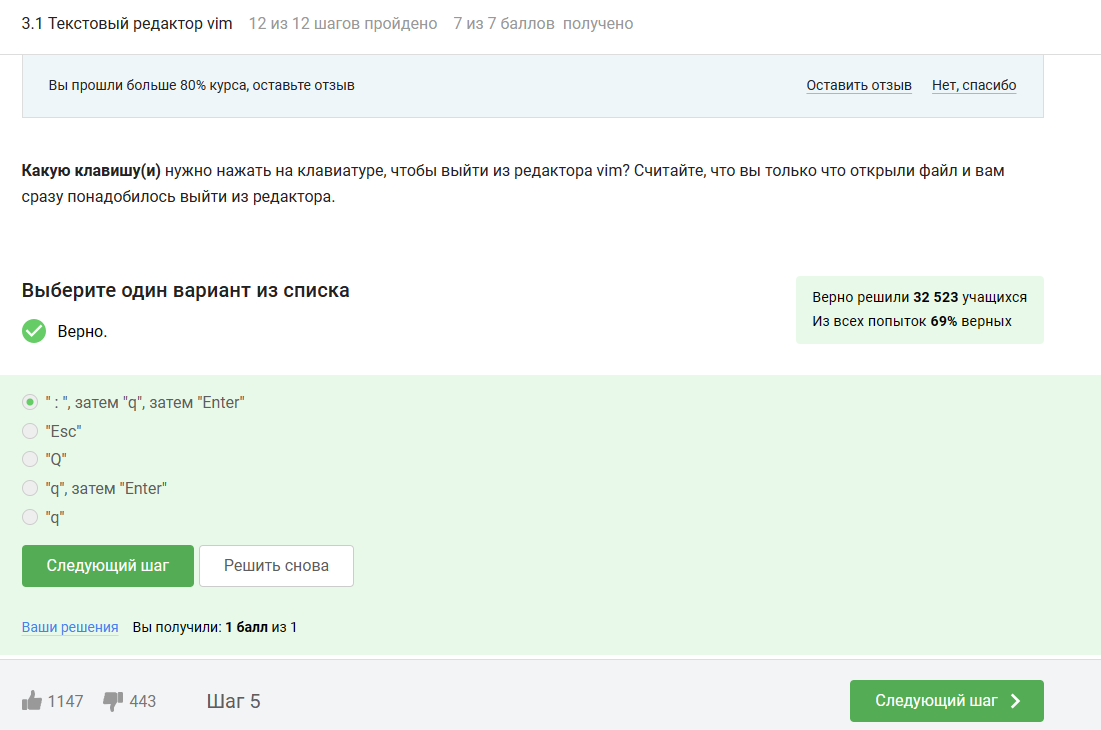 3.1 Текстовый редактор vim 12 из 12 шагов пройдено 7 из 7 баллов получено
Вы прошли больше 80% курса, оставьте отзыв Оставить отзыв Нет, спасибо
Какую клавишу(и) нужно нажать на клавиатуре, чтобы выйти из редактора vim? Считайте, что вы только что открыли файл и вам
сразу понадобилось выйти из редактора.
Выберите один вариант из списка
Верно.
Верно решили 32 523 учащихся
Из всех попыток 69% верных
" : ", затем "q", затем "Enter"
"Esc"
"Q"
"q", затем "Enter"
"q"
Следующий шаг Решить снова
Ваши решения Вы получили: 1 балл из 1
1147 443 Шаг 5 Следующий шаг